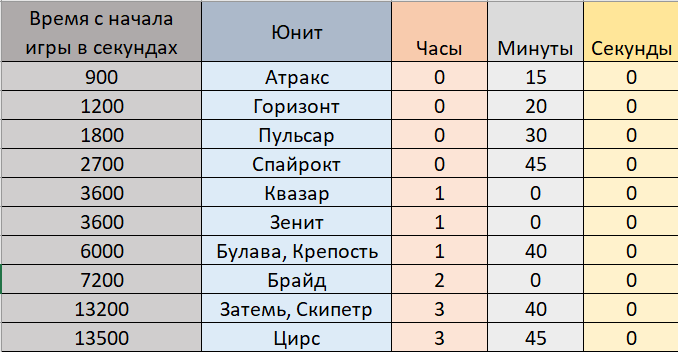 Время с начала игры в секундах Юнит Часы Минуты Секунды
900 Атракс 0 15 0
1200 Горизонт 0 20 0
1800 Пульсар 0 30 0
2700 Спайрокт 0 45 0
3600 Квазар 1 0 0
3600 Зенит 1 0 0
6000 Булава, Крепость 1 40 0
7200 Брайд 2 0 0
13200 Затемь, Скипетр 3 40 0
13500 Цирс 3 45 0